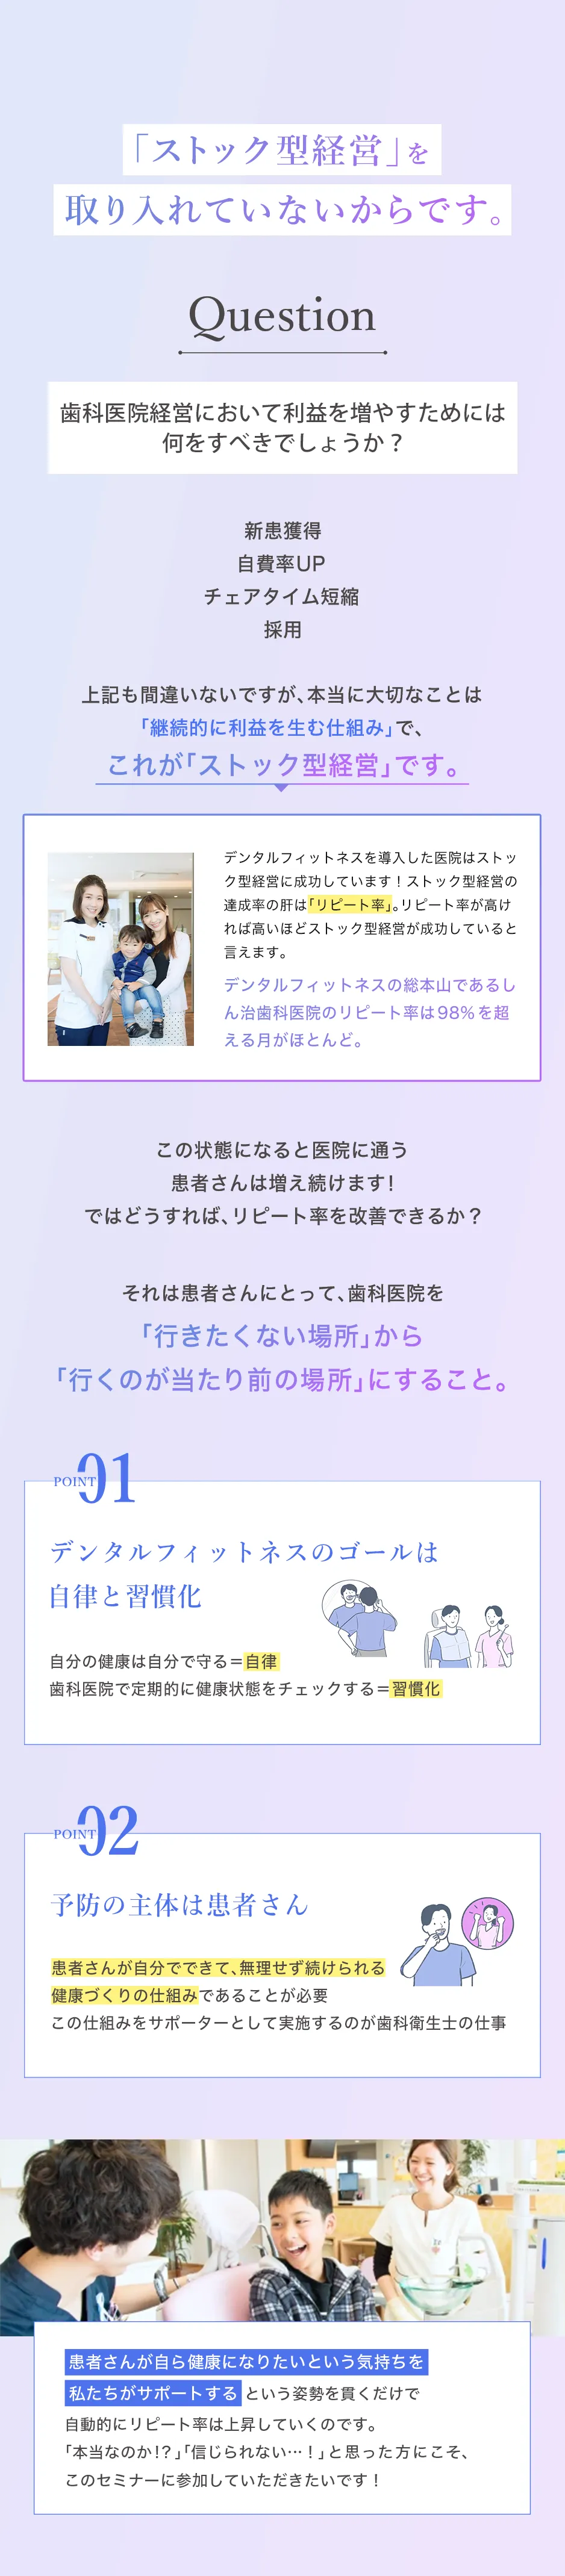 「ストック型経営」を
取り入れていないからです。
Question
歯科医院経営において利益を増やすためには
何をすべきでしょうか？
新患獲得
自費率UP
チェアタイム短縮
採用
上記も間違いないですが、本当に大切なことは
「継続的に利益を生む仕組み」で、
これが「ストック型経営」です。
デンタルフィットネスを導入した医院はストッ
ク型経営に成功しています！ストック型経営の
達成率の肝は「リピート率」。リピート率が高け
れば高いほどストック型経営が成功していると
言えます。
デンタルフィットネスの総本山であるし
ん治歯科医院のリピート率は98%を超
える月がほとんど。
この状態になると医院に通う
患者さんは増え続けます！
ではどうすれば、リピート率を改善できるか？
それは患者さんにとって、歯科医院を
「行きたくない場所」から
「行くのが当たり前の場所」にすること。
POINT 01
デンタルフィットネスのゴールは
自律と習慣化
自分の健康は自分で守る＝自律
歯科医院で定期的に健康状態をチェックする＝習慣化
POINT 02
予防の主体は患者さん
患者さんが自分でできて、無理せず続けられる
健康づくりの仕組みであることが必要
この仕組みをサポーターとして実施するのが歯科衛生士の仕事
患者さんが自ら健康になりたいという気持ちを
私たちがサポートする という姿勢を貫くだけで
自動的にリピート率は上昇していくのです。
「本当なのか!？」「信じられない…！」と思った方にこそ、
このセミナーに参加していただきたいです！